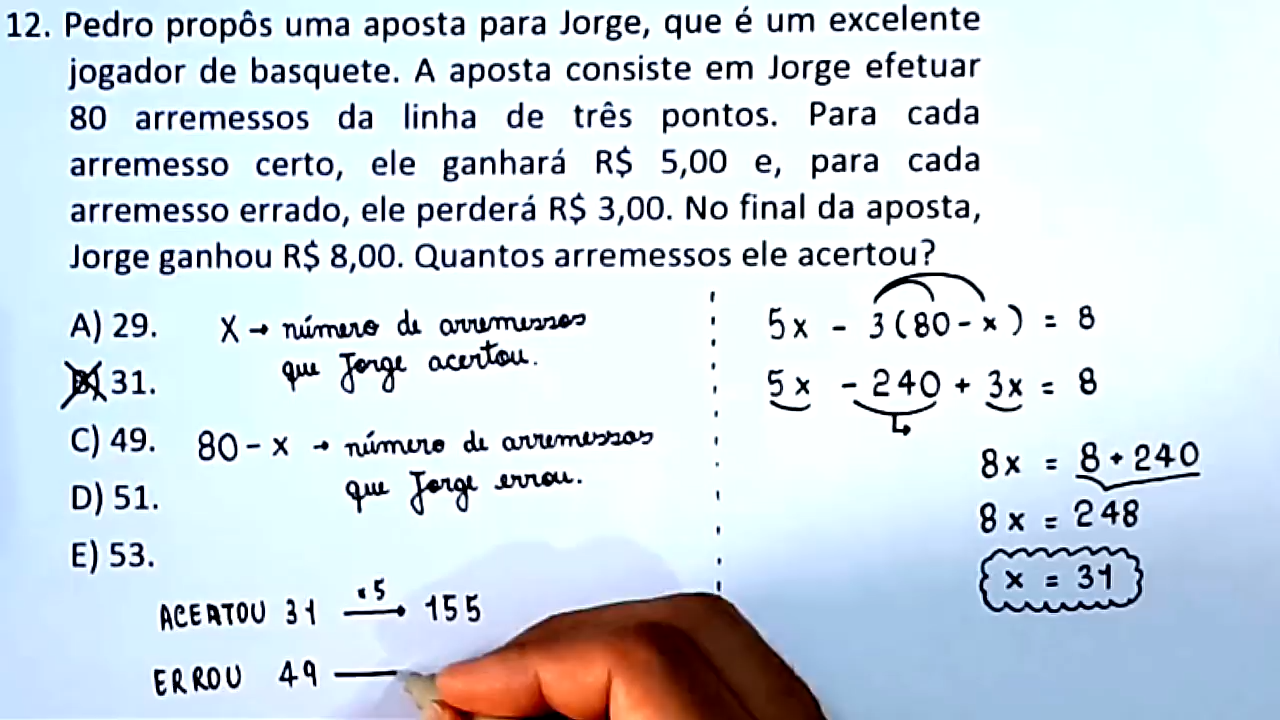 12. Pedro propôs uma aposta para Jorge, que é um excelente
jogador de basquete. A aposta consiste em Jorge efetuar
80 arremessos da linha de três pontos. Para cada
arremesso certo, ele ganhará R$ 5,00 e, para cada
arremesso errado, ele perderá R$ 3,00. No final da aposta,
Jorge ganhou R$ 8,00. Quantos arremessos ele acertou?
A) 29.
B) 31.
C) 49.
D) 51.
E) 53.
X → número de arremessos
que Jorge acertou.
80 - x → número de arremessos
que Jorge errou.
ACERTOU 31 × 5 → 155
ERROU 49
5x - 3(80 - x) = 8
5x - 240 + 3x = 8
8x = 8 + 240
8x = 248
x = 31